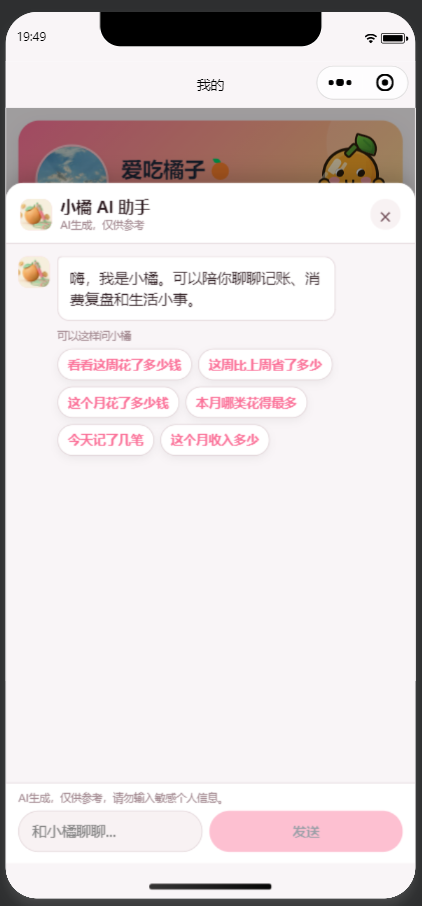 19:49
我的
爱吃橘子
小橘 AI 助手
AI生成，仅供参考
嗨，我是小橘。可以陪你聊聊记账、消
费复盘和生活小事。
可以这样问小橘
看看这周花了多少钱
这周比上周省了多少
这个月花了多少钱
本月哪类花得最多
今天记了几笔
这个月收入多少
AI生成，仅供参考，请勿输入敏感个人信息。
和小橘聊聊...
发送